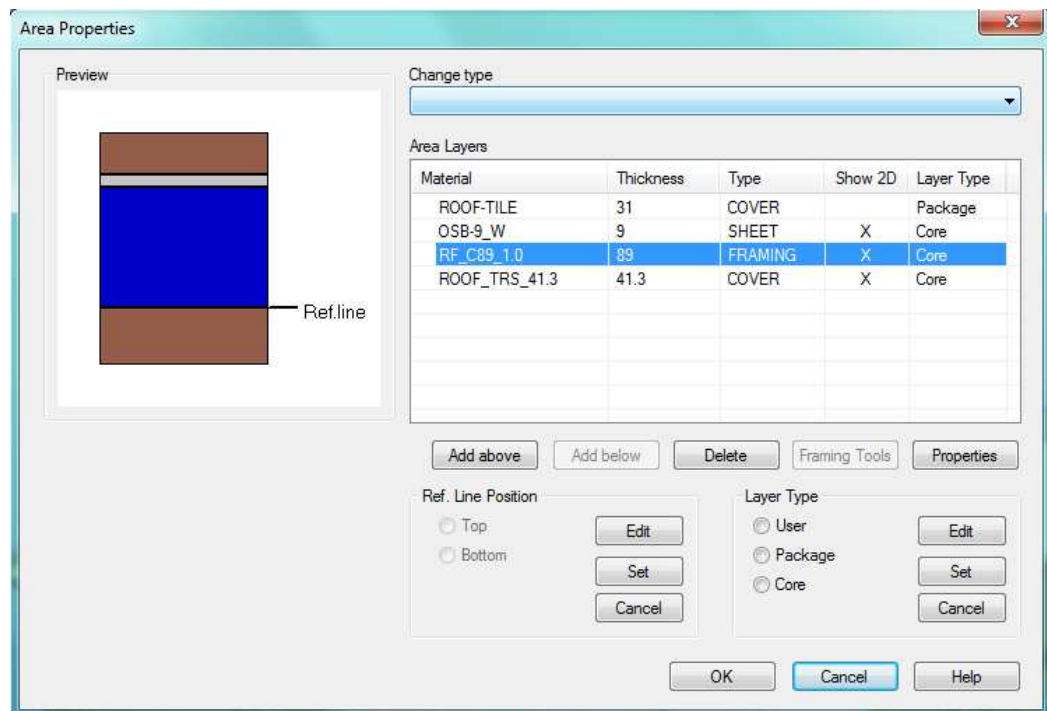 Area Properties
Preview
Ref.line
Change type
Area Layers
Material Thickness Type Show 2D Layer Type
ROOF-TILE 31 COVER Package
OSB-9_W 9 SHEET X Core
RF_C89_1.0 89 FRAMING X Core
ROOF_TRS_41.3 41.3 COVER X Core
Add above Add below Delete Framing Tools Properties
Ref. Line Position
Top
Bottom
Edit
Set
Cancel
Layer Type
User
Package
Core
Edit
Set
Cancel
OK Cancel Help